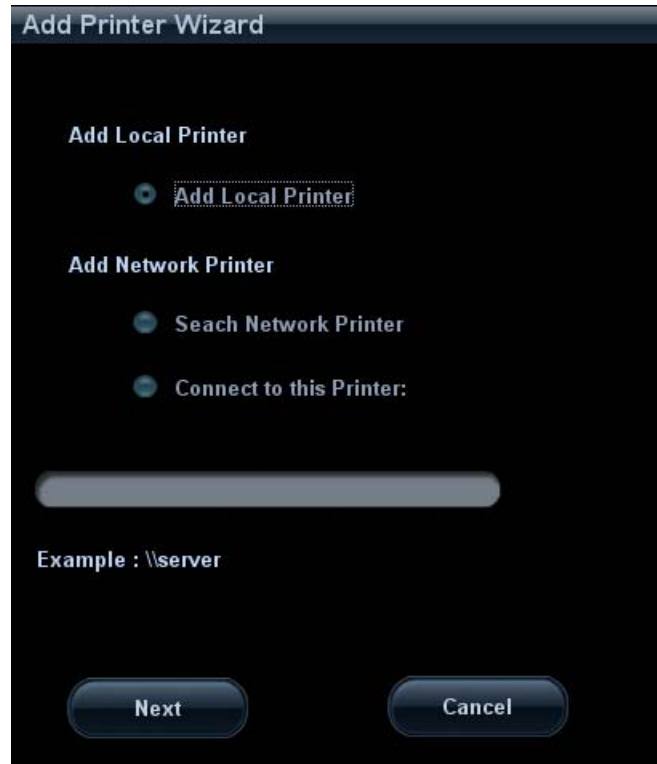 Add Printer Wizard
Add Local Printer
Add Local Printer
Add Network Printer
Seach Network Printer
Connect to this Printer:
Example : \\server
Next
Cancel